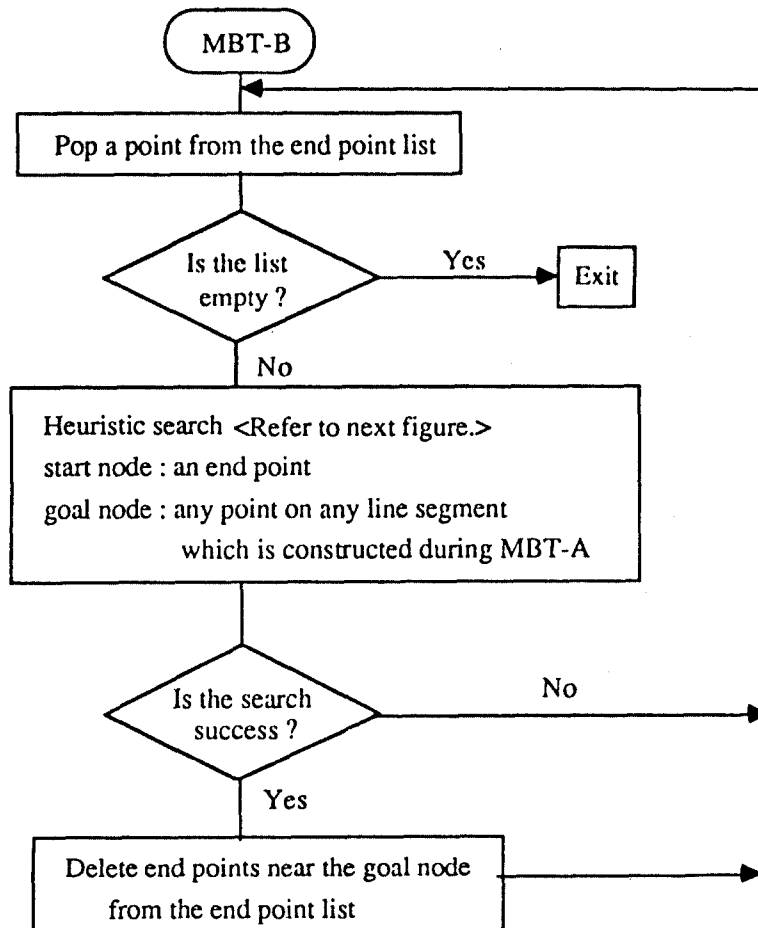 MBT-B
Pop a point from the end point list
Is the list
empty ?
Yes
Exit
No
Heuristic search <Refer to next figure.>
start node : an end point
goal node : any point on any line segment
which is constructed during MBT-A
Is the search
success ?
No
Yes
Delete end points near the goal node
from the end point list